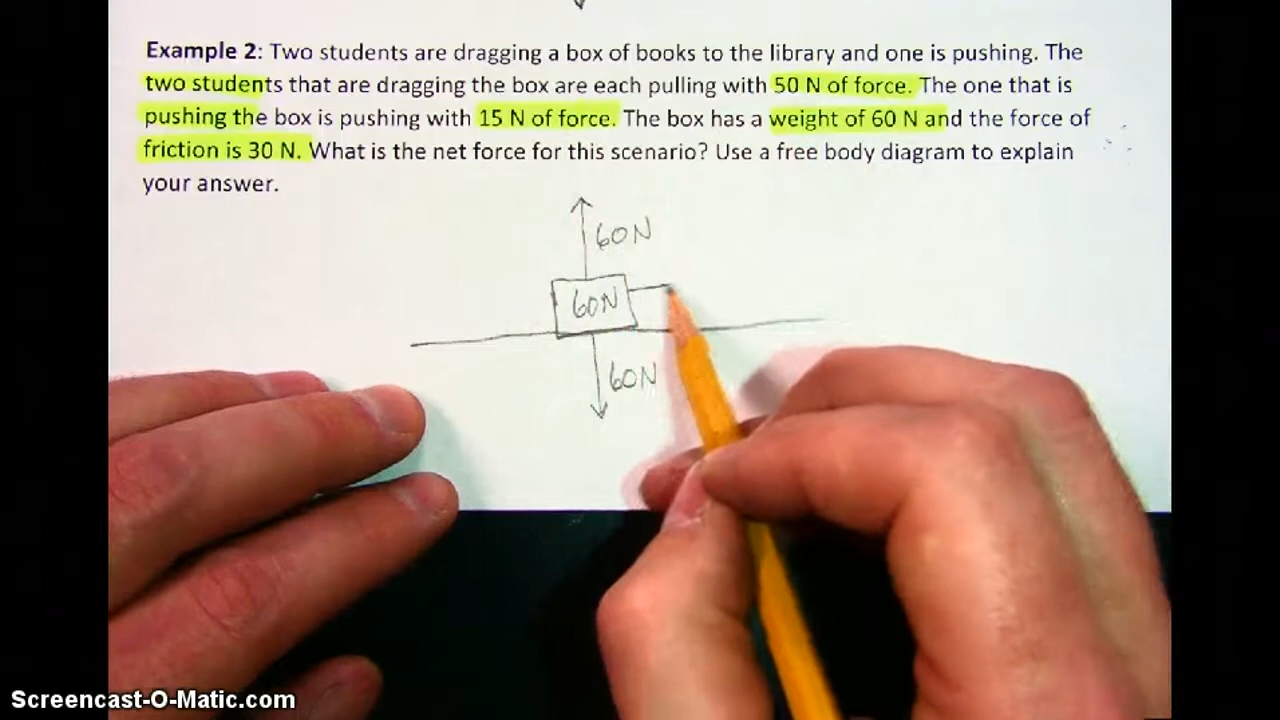 Example 2: Two students are dragging a box of books to the library and one is pushing. The
two students that are dragging the box are each pulling with 50 N of force. The one that is
pushing the box is pushing with 15 N of force. The box has a weight of 60 N and the force of
friction is 30 N. What is the net force for this scenario? Use a free body diagram to explain
your answer.
60N
60N
60N
Screencast-O-Matic.com